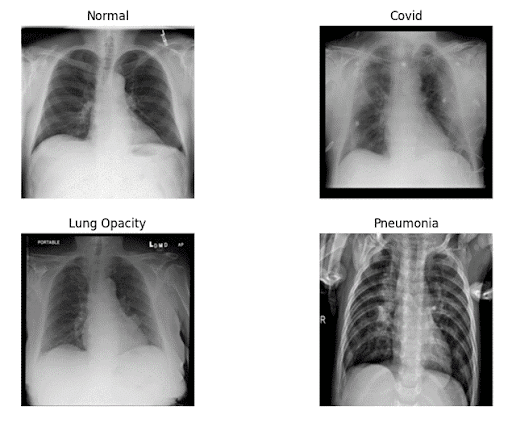 Normal
Covid
Lung Opacity
Pneumonia
PORTABLE
AP
R